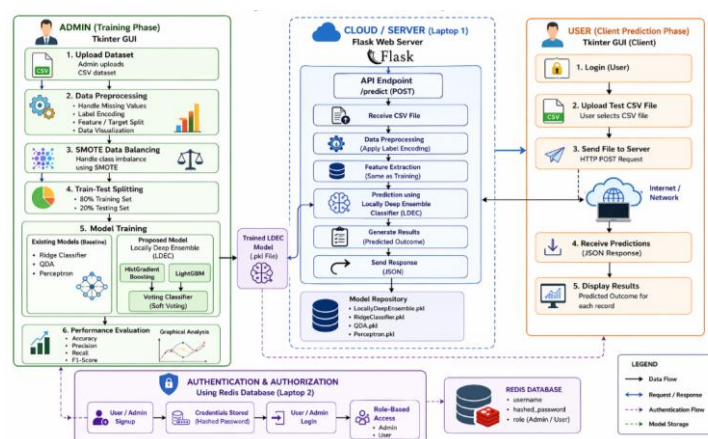 ADMIN (Training Phase)
Tkinter GUI
1. Upload Dataset
Admin uploads
CSV dataset
CSV
2. Data Preprocessing
• Handle Missing Values
• Label Encoding
• Feature / Target Split
• Data Visualization
3. SMOTE Data Balancing
Handle class imbalance
using SMOTE
4. Train-Test Splitting
• 80% Training Set
• 20% Testing Set
5. Model Training
Existing Models (Baseline)
• Ridge Classifier
• QDA
• Perceptron
Proposed Model
Locally Deep Ensemble
(LDEC)
HistGradient
Boosting
LightGBM
Voting Classifier
(Soft Voting)
6. Performance Evaluation
• Accuracy
• Precision
• Recall
• F1-Score
Graphical Analysis
Trained LDEC
Model
(.pkl File)
CLOUD / SERVER (Laptop 1)
Flask Web Server
Flask
API Endpoint
/predict (POST)
Receive CSV File
Data Preprocessing
(Apply Label Encoding)
Feature Extraction
(Same as Training)
Prediction using
Locally Deep Ensemble
Classifier (LDEC)
Generate Results
(Predicted Outcome)
Send Response
(JSON)
Model Repository
• LocallyDeepEnsemble.pkl
• RidgeClassifier.pkl
• QDA.pkl
• Perceptron.pkl
USER (Client Prediction Phase)
Tkinter GUI (Client)
1. Login (User)
2. Upload Test CSV File
User selects CSV file
CSV
3. Send File to Server
HTTP POST Request
Internet /
Network
4. Receive Predictions
(JSON Response)
5. Display Results
Predicted Outcome for
each record
AUTHENTICATION & AUTHORIZATION
Using Redis Database (Laptop 2)
User / Admin
Signup
Credentials Stored
(Hashed Password)
User / Admin
Login
Role-Based
Access
• Admin
• User
REDIS DATABASE
• username
• hashed_password
• role (Admin / User)
LEGEND
Data Flow
Request / Response
Authentication Flow
Model Storage